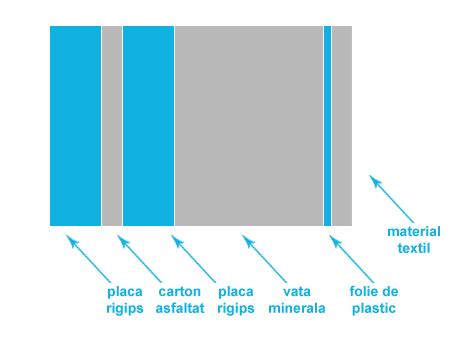 material
textil
placa
rigips
carton
asfaltat
placa
rigips
vata
minerala
folie de
plastic